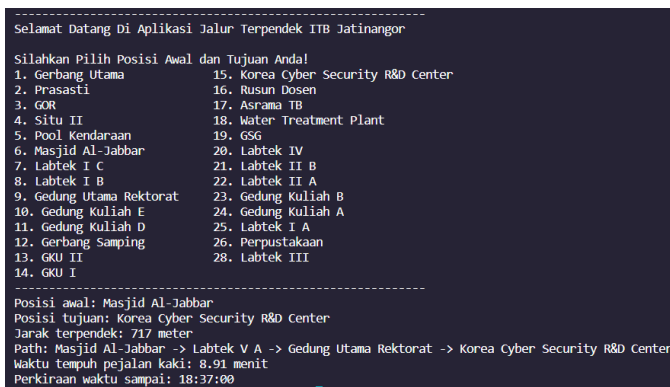 ------------------------------------------------------------
Selamat Datang Di Aplikasi Jalur Terpendek ITB Jatinangor
Silahkan Pilih Posisi Awal dan Tujuan Anda!
1. Gerbang Utama 15. Korea Cyber Security R&D Center
2. Prasasti 16. Rusun Dosen
3. GOR 17. Asrama TB
4. Situ II 18. Water Treatment Plant
5. Pool Kendaraan 19. GSG
6. Masjid Al-Jabbar 20. Labtek IV
7. Labtek I C 21. Labtek II B
8. Labtek I B 22. Labtek II A
9. Gedung Utama Rektorat 23. Gedung Kuliah B
10. Gedung Kuliah E 24. Gedung Kuliah A
11. Gedung Kuliah D 25. Labtek I A
12. Gerbang Samping 26. Perpustakaan
13. GKU II 28. Labtek III
14. GKU I
------------------------------------------------------------
Posisi awal: Masjid Al-Jabbar
Posisi tujuan: Korea Cyber Security R&D Center
Jarak terpendek: 717 meter
Path: Masjid Al-Jabbar -> Labtek V A -> Gedung Utama Rektorat -> Korea Cyber Security R&D Center
Waktu tempuh pejalan kaki: 8.91 menit
Perkiraan waktu sampai: 18:37:00